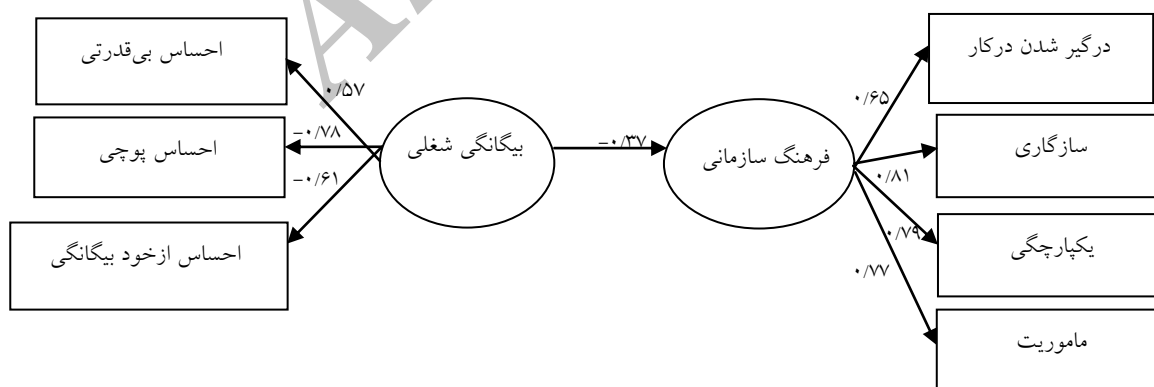 درگیر شدن درکار
احساس بی‌قدرتی
۰/۵۷
۰/۶۵
سازگاری
بیگانگی شغلی
-۰/۳۷
فرهنگ سازمانی
-۰/۷۸
احساس پوچی
۰/۸۱
-۰/۶۱
یکپارچگی
۰/۷۹
احساس ازخود بیگانگی
۰/۷۷
ماموریت